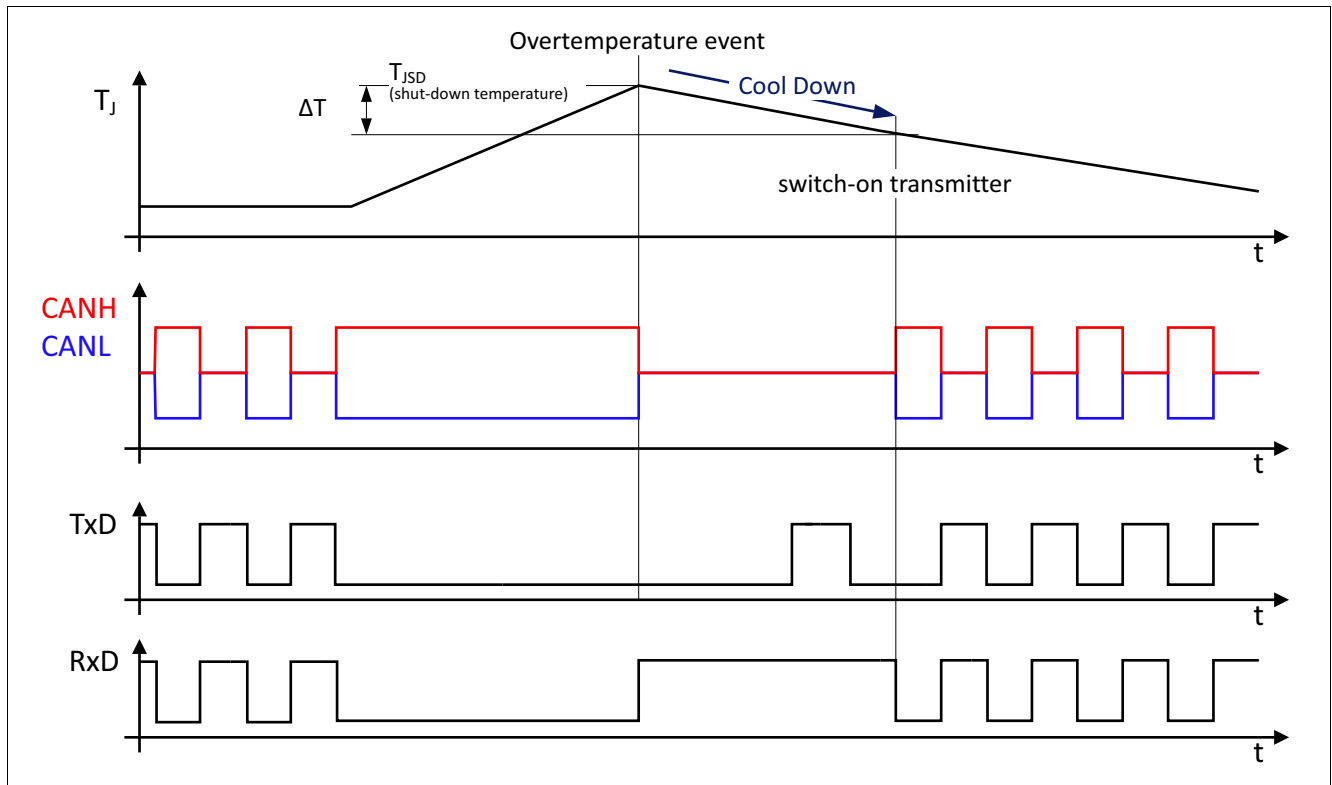 Overtemperature event
TJSD
(shut-down temperature)
Cool Down
TJ
ΔT
switch-on transmitter
t
CANH
CANL
t
TxD
t
RxD
t